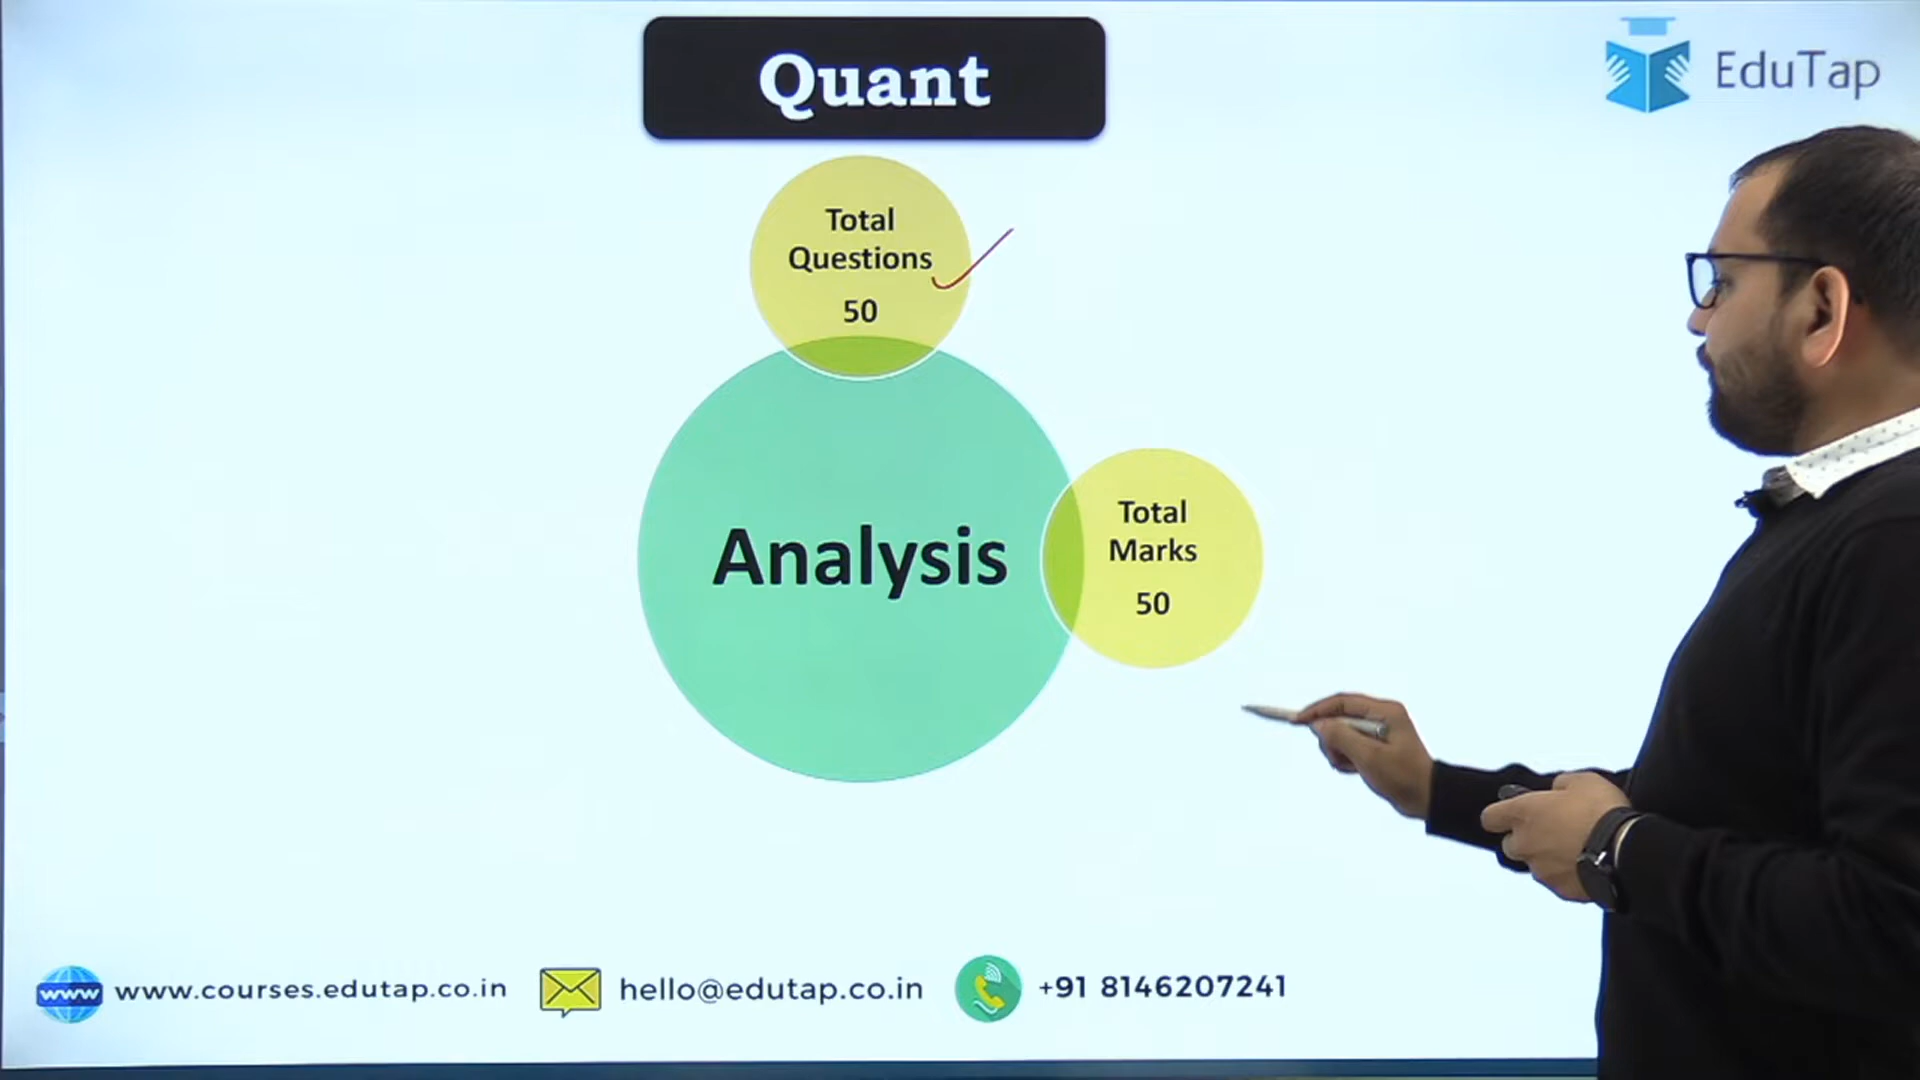 Quant
EduTap
Total
Questions
50
Analysis
Total
Marks
50
www
www.courses.edutap.co.in
hello@edutap.co.in
+91 8146207241